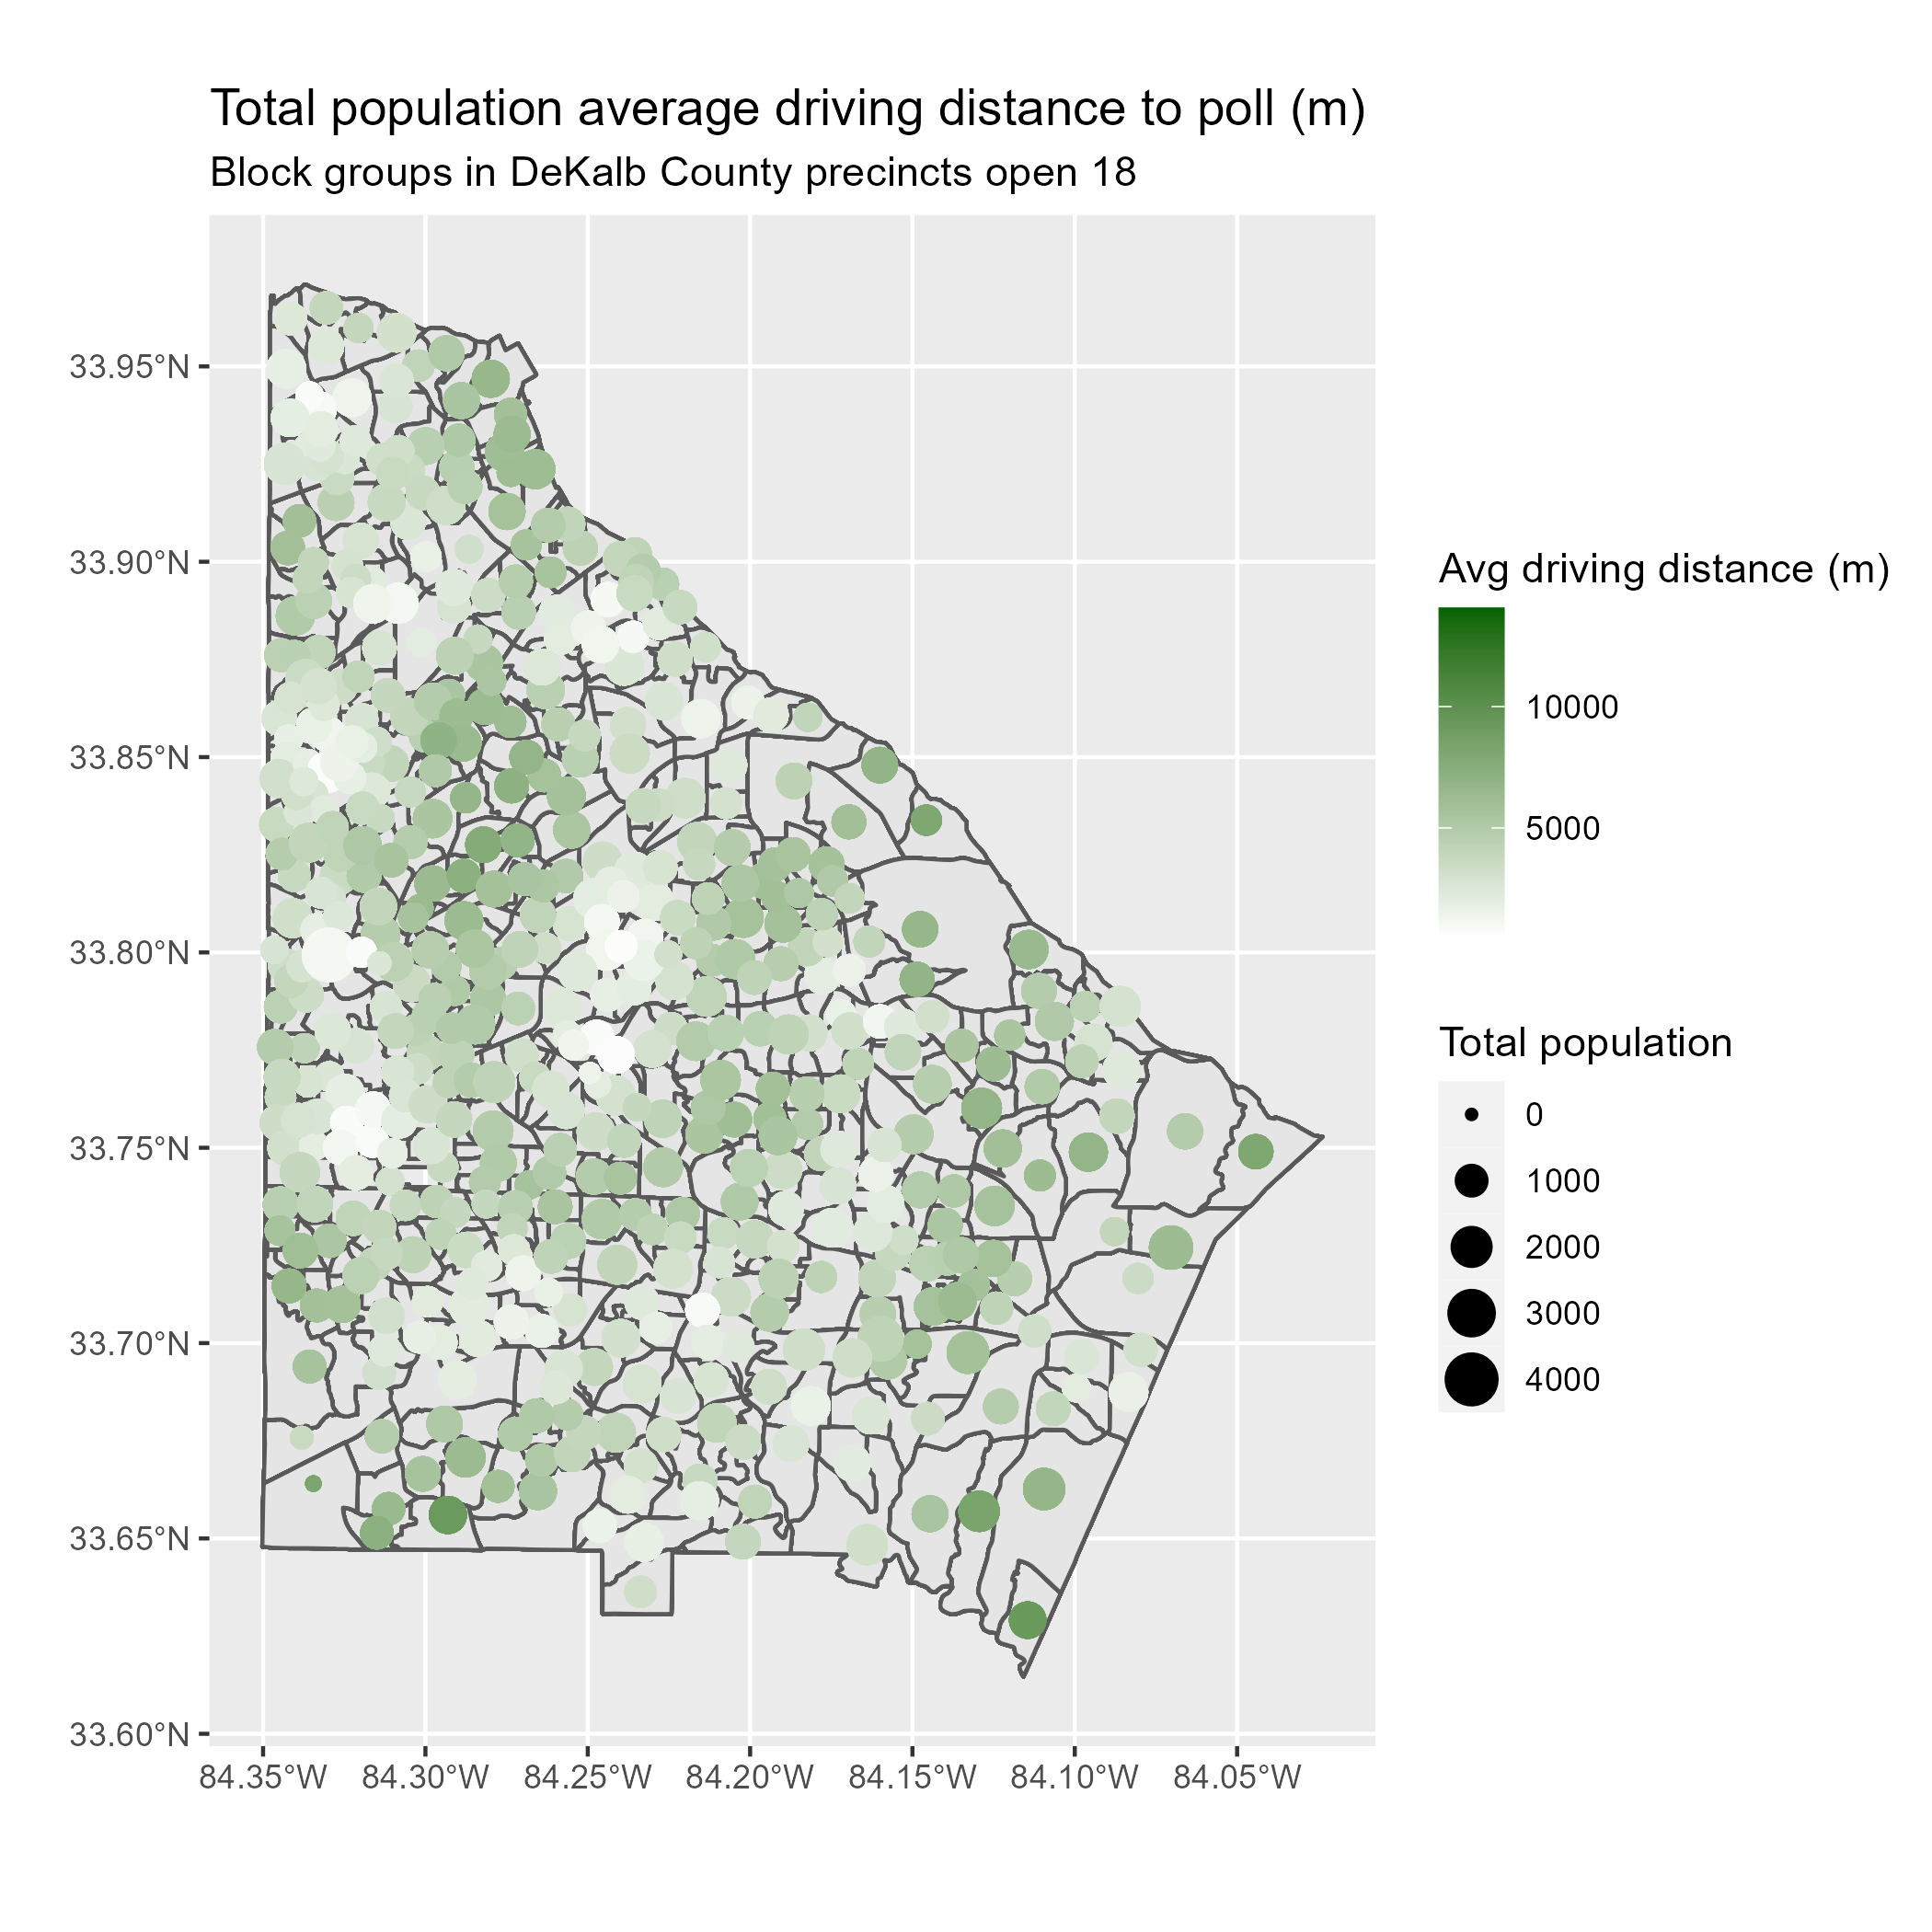 Total population average driving distance to poll (m)
Block groups in DeKalb County precincts open 18
33.95°N
33.90°N
33.85°N
33.80°N
33.75°N
33.70°N
33.65°N
33.60°N
84.35°W 84.30°W 84.25°W 84.20°W 84.15°W 84.10°W 84.05°W
Avg driving distance (m)
10000
5000
Total population
0
1000
2000
3000
4000